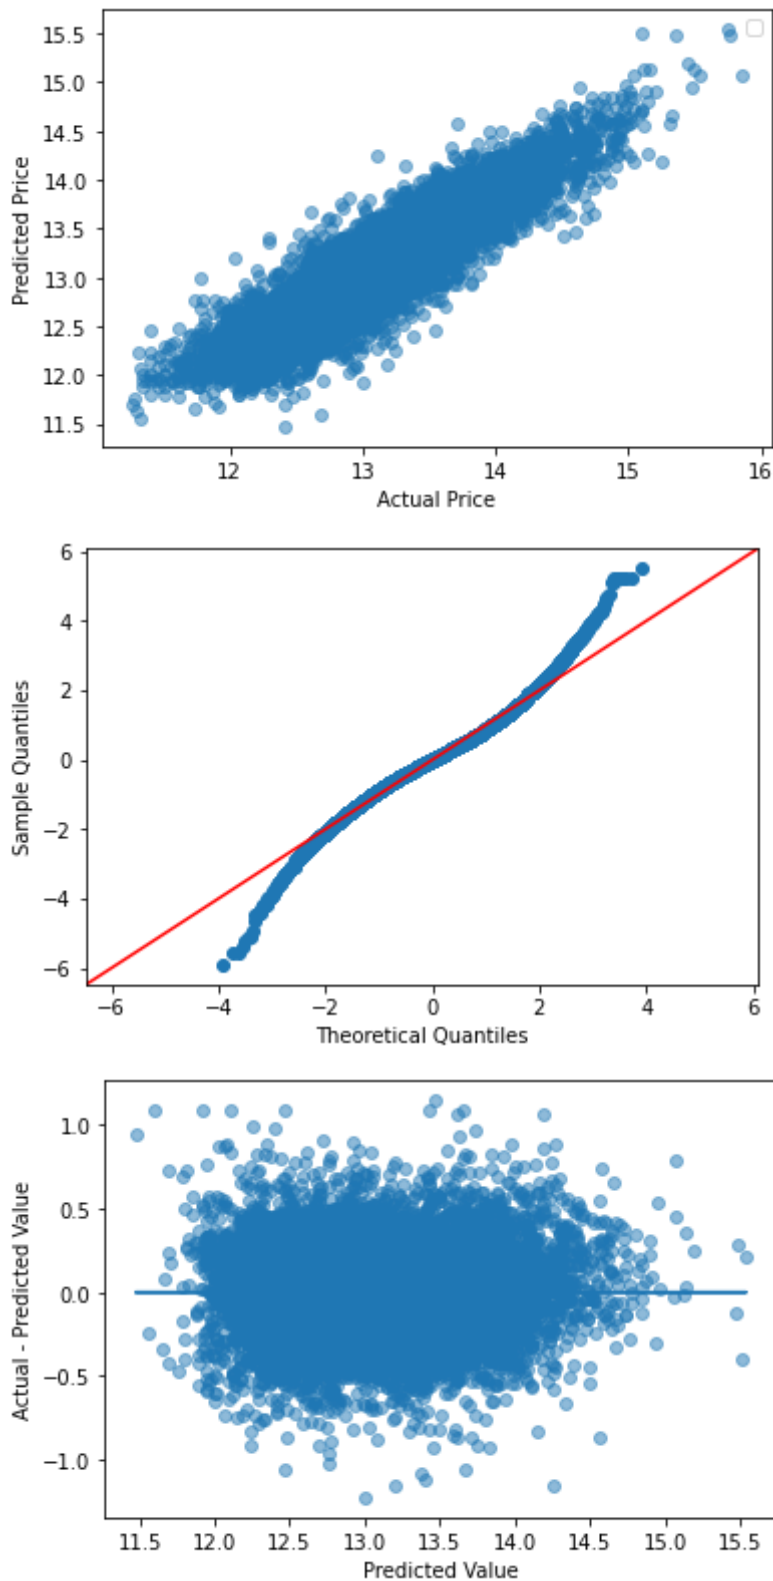 15.5
15.0
14.5
14.0
13.5
13.0
12.5
12.0
11.5
Predicted Price
12 13 14 15 16
Actual Price
6
4
2
0
−2
−4
−6
Sample Quantiles
−6 −4 −2 0 2 4 6
Theoretical Quantiles
1.0
0.5
0.0
−0.5
−1.0
Actual - Predicted Value
11.5 12.0 12.5 13.0 13.5 14.0 14.5 15.0 15.5
Predicted Value